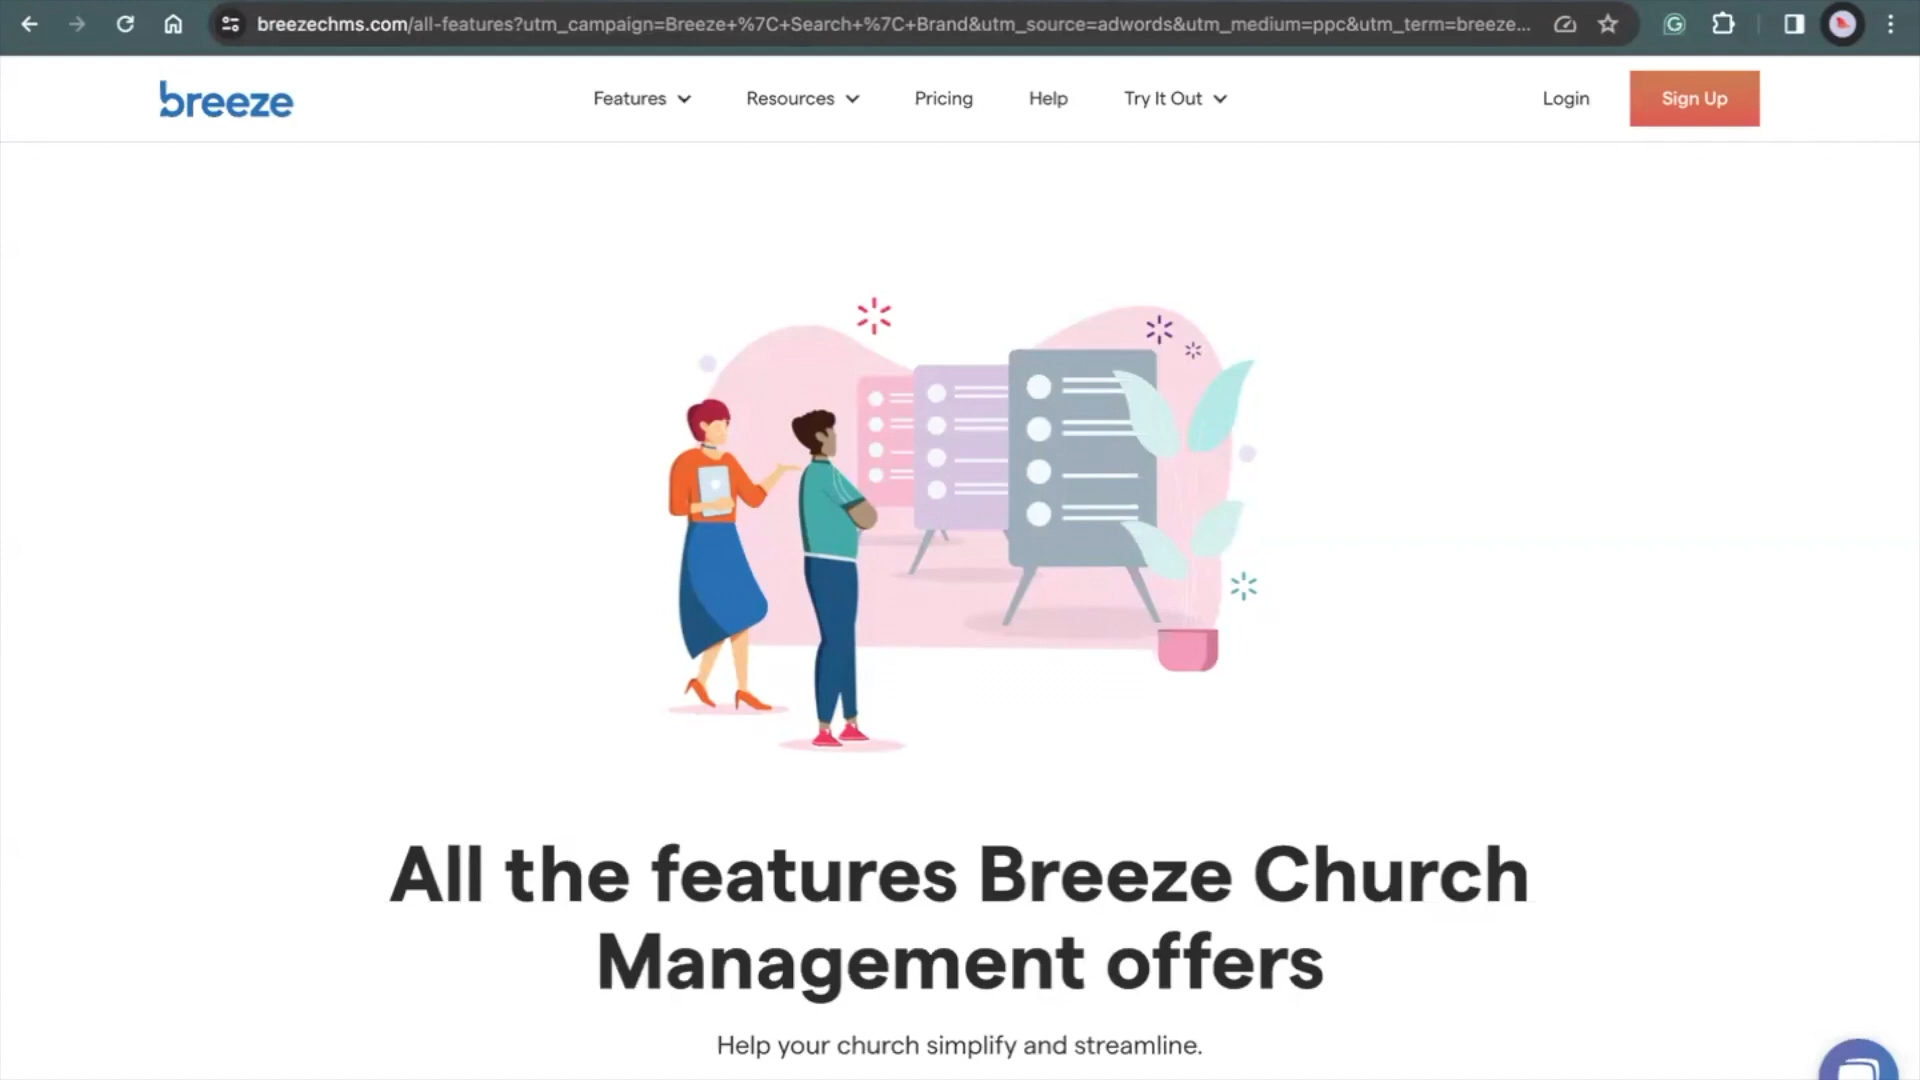 breezechms.com/all-features?utm_campaign=Breeze+%7C+Search+%7C+Brand&utm_source=adwords&utm_medium=ppc&utm_term=breeze...
breeze
Features
Resources
Pricing
Help
Try It Out
Login
Sign Up
All the features Breeze Church
Management offers
Help your church simplify and streamline.